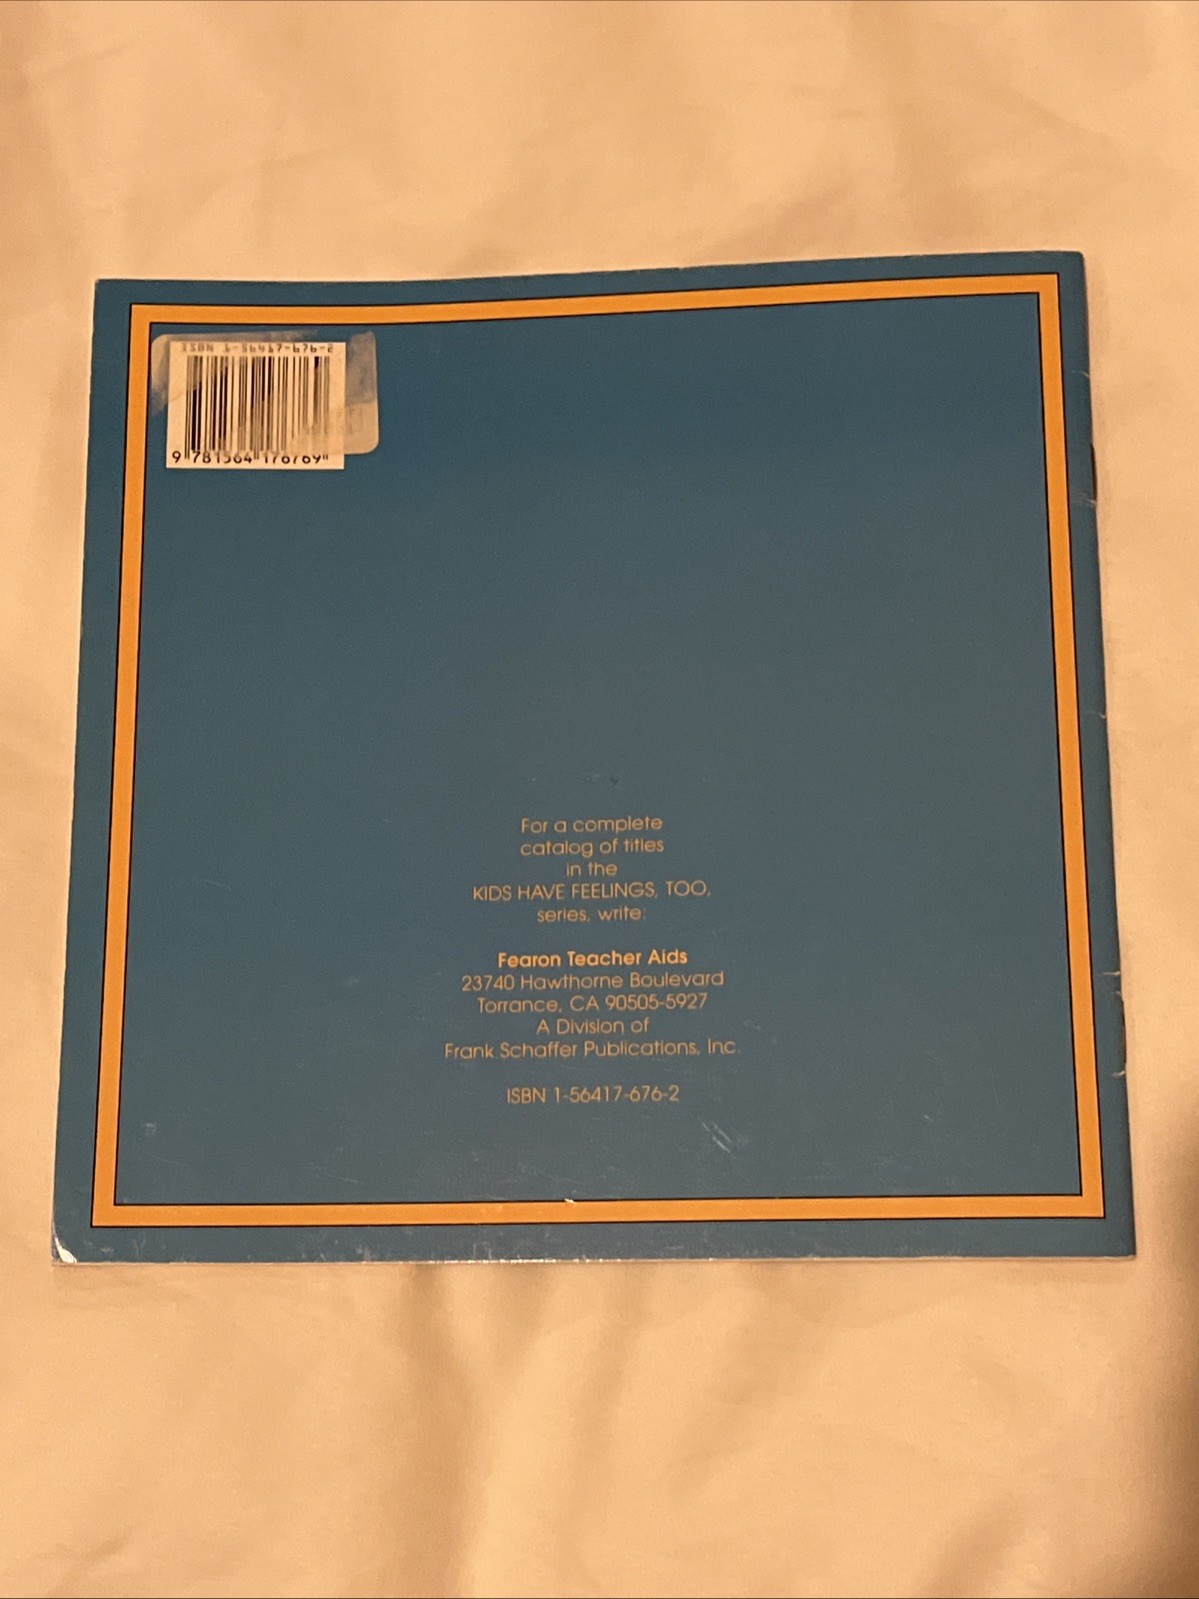 ISBN 1-56417-676-2
9 781564 176769
For a complete
catalog of titles
in the
KIDS HAVE FEELINGS, TOO,
series, write:
Fearon Teacher Aids
23740 Hawthorne Boulevard
Torrance, CA 90505-5927
A Division of
Frank Schaffer Publications, Inc.
ISBN 1-56417-676-2